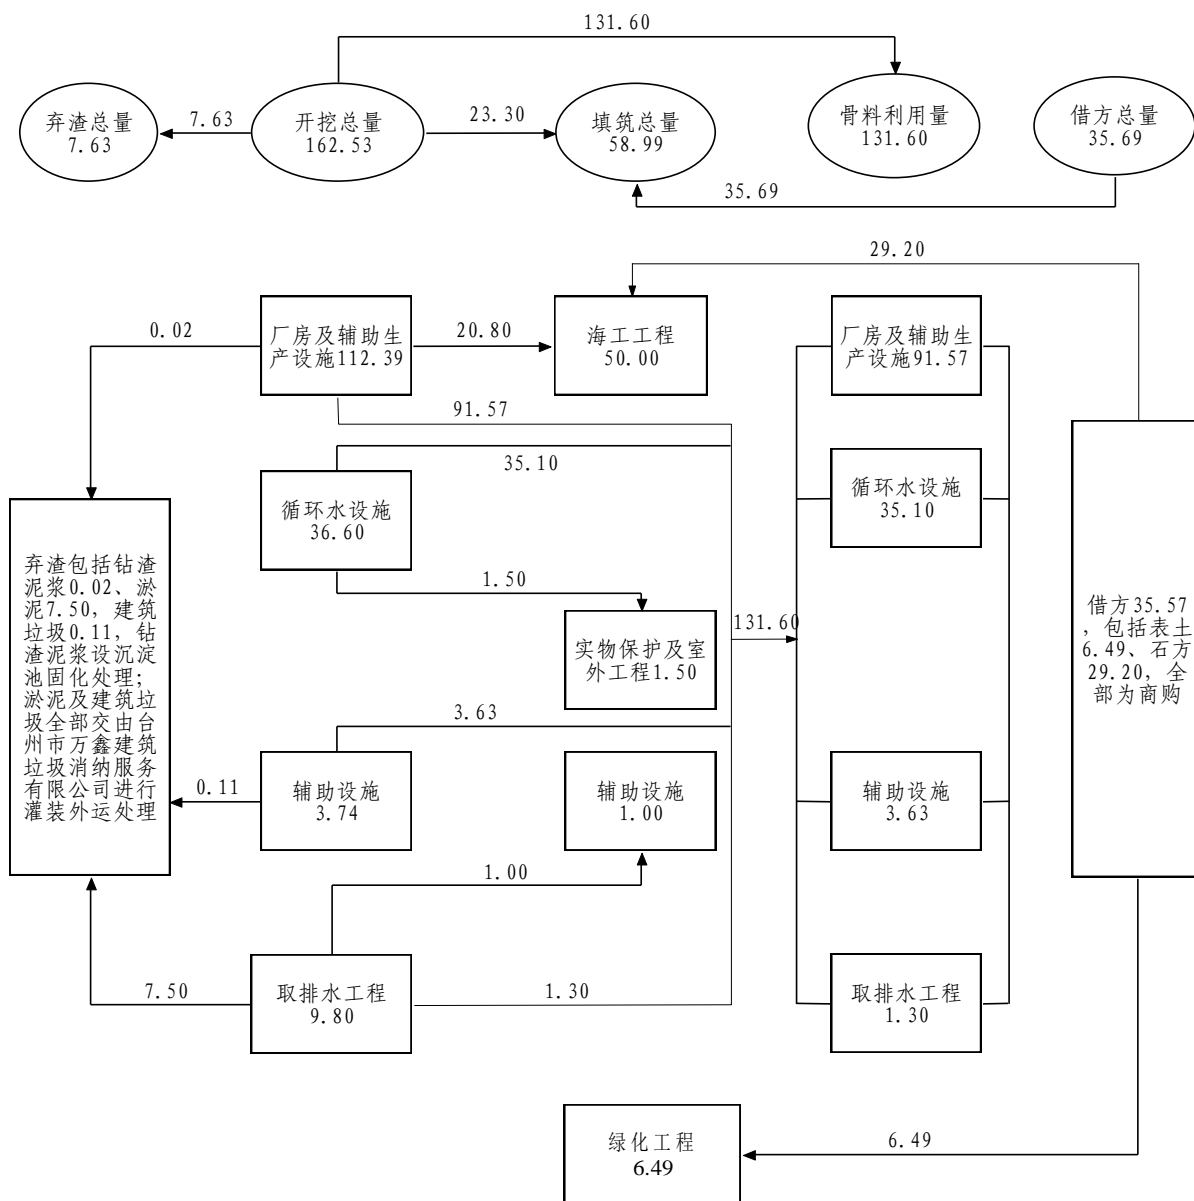 131.60
弃渣总量
7.63
7.63
开挖总量
162.53
23.30
填筑总量
58.99
骨料利用量
131.60
借方总量
35.69
35.69
29.20
0.02
厂房及辅助生
产设施112.39
20.80
海工工程
50.00
厂房及辅助生
产设施91.57
91.57
35.10
循环水设施
36.60
循环水设施
35.10
1.50
弃渣包括钻渣
泥浆0.02、淤
泥7.50，建筑
垃圾0.11，钻
渣泥浆设沉淀
池固化处理；
淤泥及建筑垃
圾全部交由台
州市万鑫建筑
垃圾消纳服务
有限公司进行
灌装外运处理
实物保护及室
外工程1.50
131.60
借方35.57
，包括表土
6.49、石方
29.20，全
部为商购
3.63
0.11
辅助设施
3.74
辅助设施
1.00
辅助设施
3.63
1.00
7.50
取排水工程
9.80
1.30
取排水工程
1.30
绿化工程
6.49
6.49